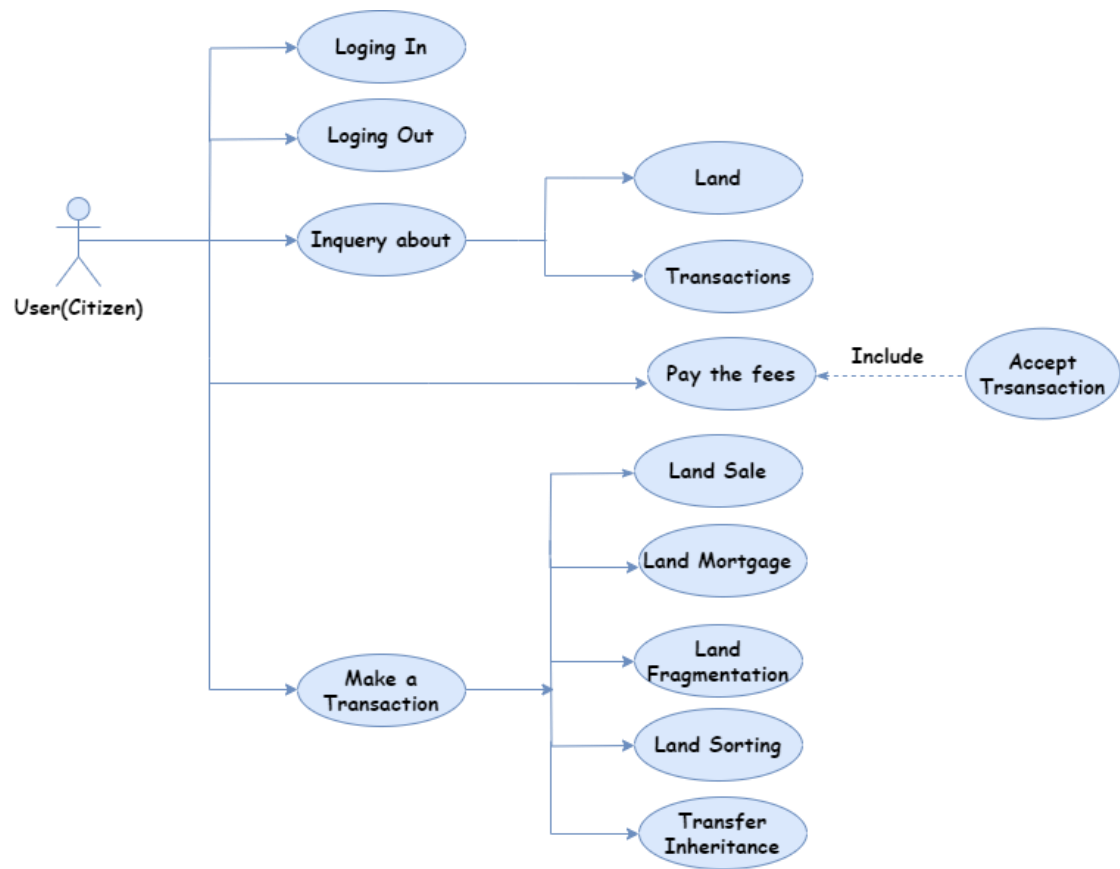 Loging In
Loging Out
Land
Inquery about
Transactions
User(Citizen)
Include
Pay the fees
Accept
Trsansaction
Land Sale
Land Mortgage
Land
Fragmentation
Make a
Transaction
Land Sorting
Transfer
Inheritance